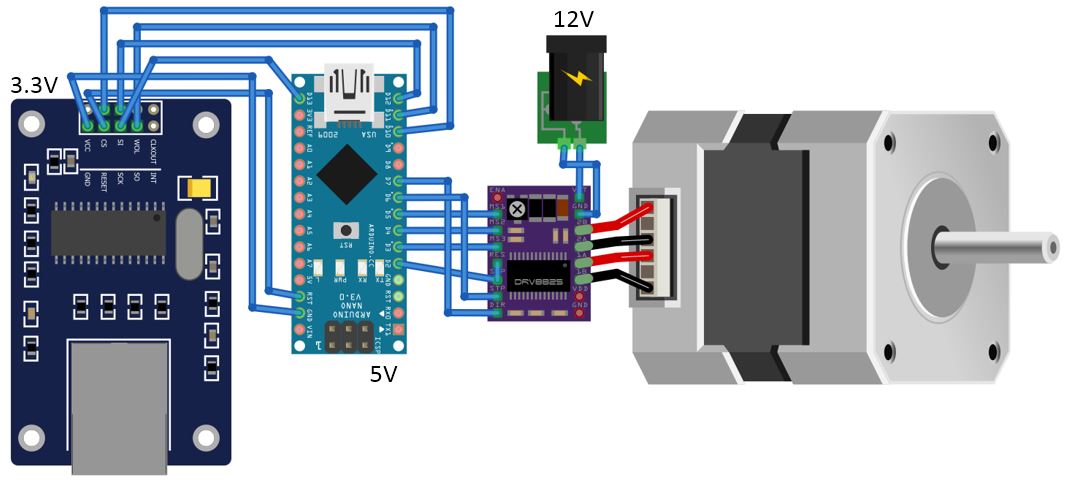 12V
3.3V
VCC CS SI WOL CLKOUT
GND RESET SCK SO INT
D13
3V3
REF
A0
A1
A2
A3
A4
A5
A6
A7
5V
RST
GND
VIN
USA
2009
D12
D11
D10
D9
D8
D7
D6
D5
D4
D3
D2
GND
RST
RX0
TX1
RST
ARDUINO.CC
L
PWR
RX
TX
ARDUINO
NANO
V3.0
ICSP
1
5V
ENA
MS1
MS2
MS3
RES
STP
DIR
GND
2B
2A
1A
1B
VDD
GND
DRV8825